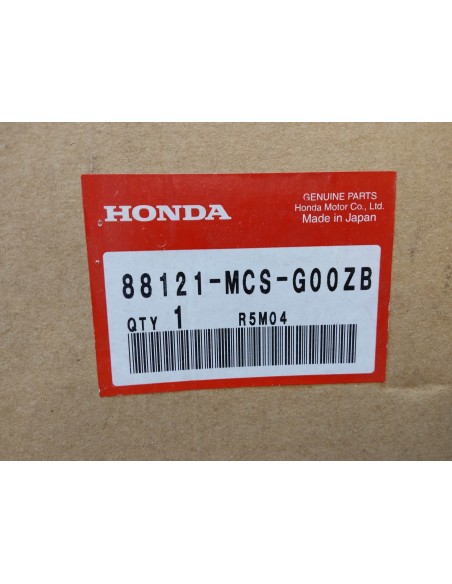 HONDA
GENUINE PARTS
Honda Motor Co., Ltd.
Made in Japan
88121-MCS-G00ZB
QTY 1 R5M04